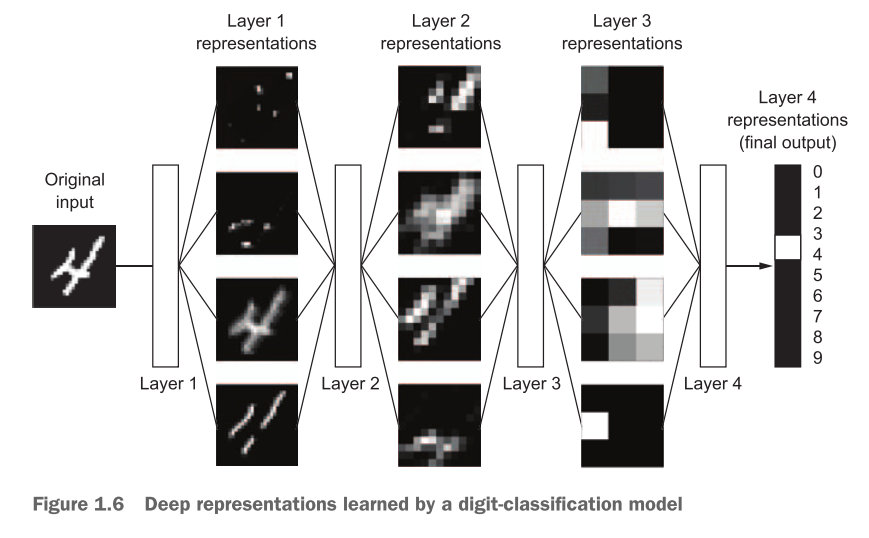 Layer 1
representations
Layer 2
representations
Layer 3
representations
Layer 4
representations
(final output)
Original
input
0
1
2
3
4
5
6
7
8
9
Layer 1
Layer 2
Layer 3
Layer 4
Figure 1.6 Deep representations learned by a digit-classification model